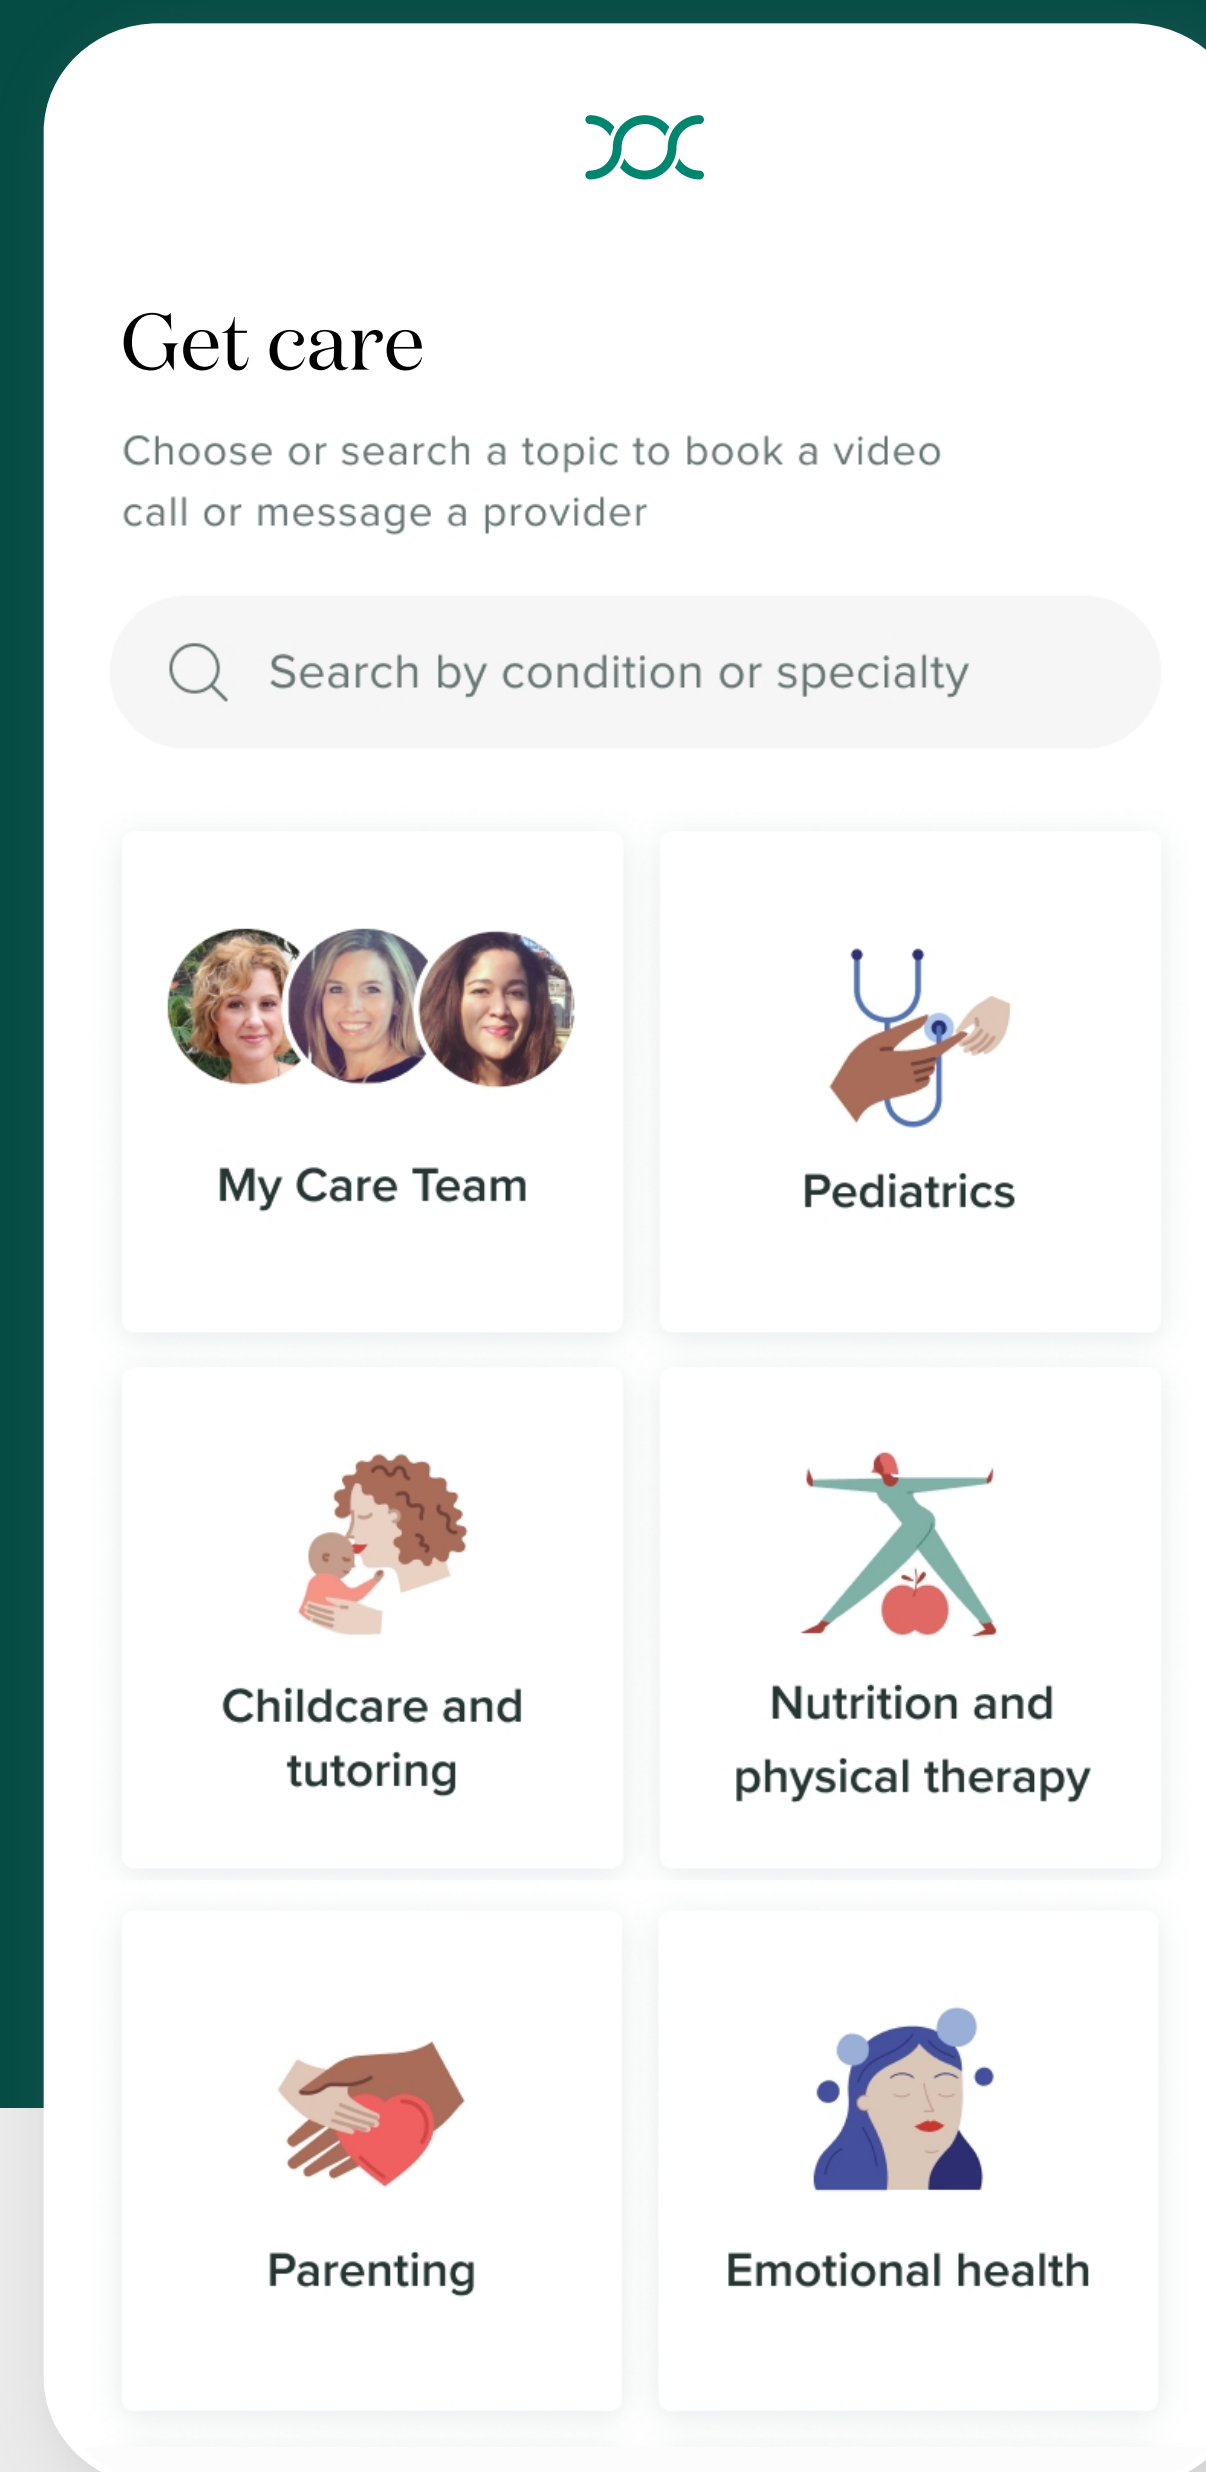 Get care
Choose or search a topic to book a video
call or message a provider
Search by condition or specialty
My Care Team
Pediatrics
Childcare and
tutoring
Nutrition and
physical therapy
Parenting
Emotional health